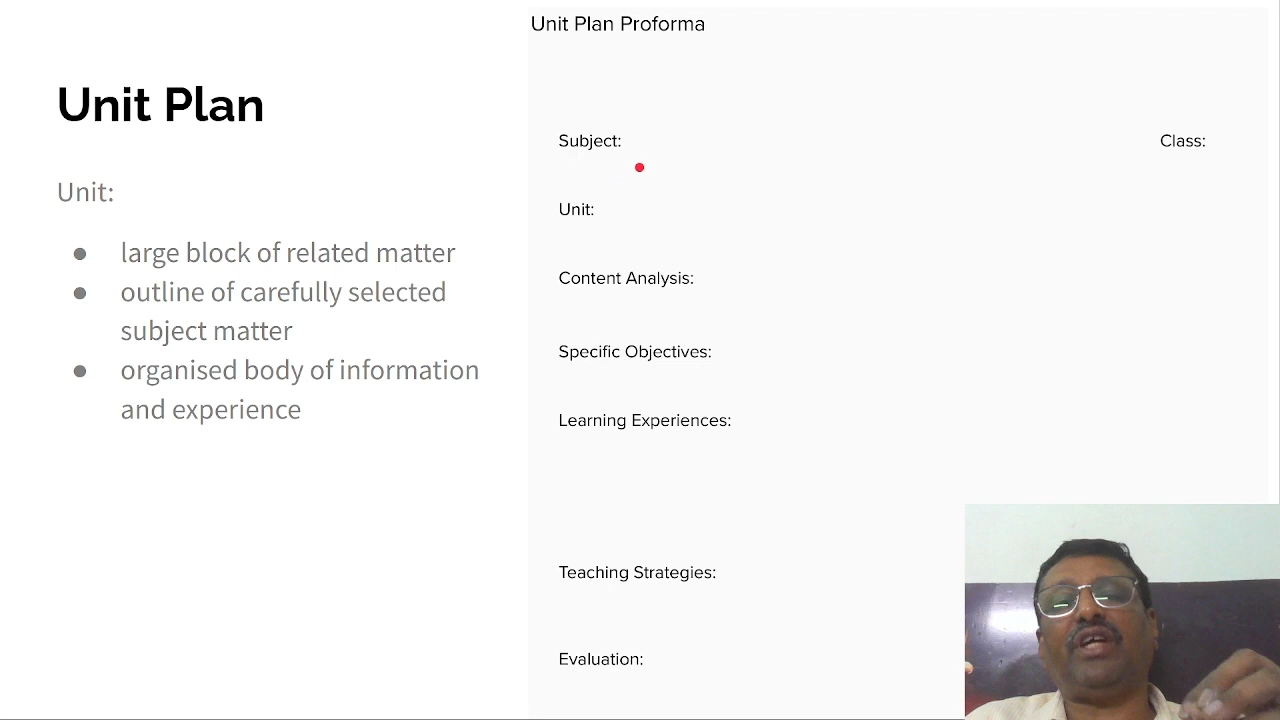 Unit Plan
Unit:
● large block of related matter
● outline of carefully selected
subject matter
● organised body of information
and experience
Unit Plan Proforma
Subject: Class:
Unit:
Content Analysis:
Specific Objectives:
Learning Experiences:
Teaching Strategies:
Evaluation: